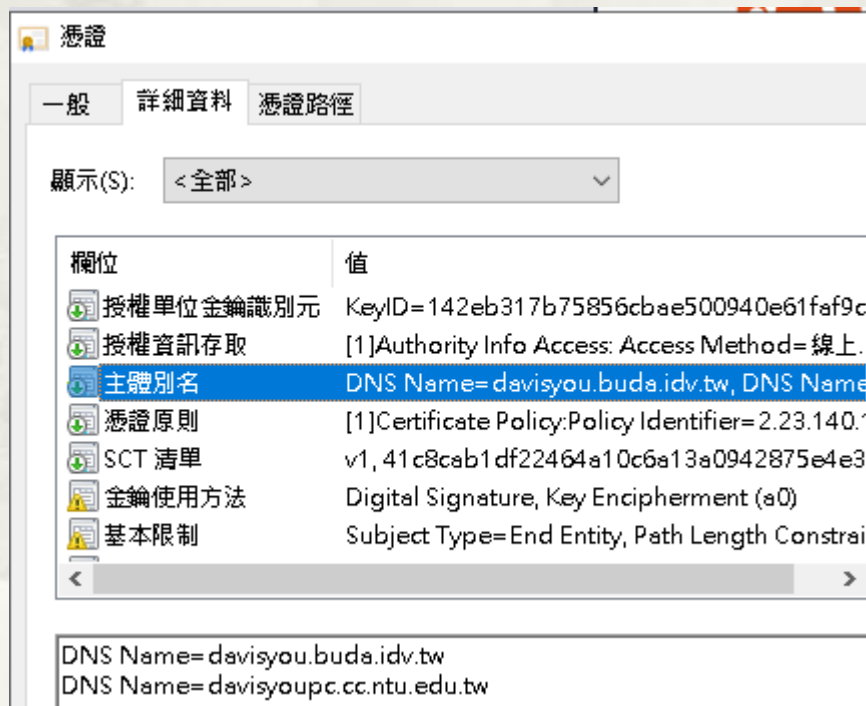 憑證
一般 詳細資料 憑證路徑
顯示(S): <全部>
欄位 值
授權單位金鑰識別元 KeyID=142eb317b75856cbae500940e61faf9c
授權資訊存取 [1]Authority Info Access: Access Method=線上.
主體別名 DNS Name=davisyou.buda.idv.tw, DNS Name
憑證原則 [1]Certificate Policy:Policy Identifier=2.23.140.1
SCT 清單 v1, 41c8cab1df22464a10c6a13a0942875e4e3
金鑰使用方法 Digital Signature, Key Encipherment (a0)
基本限制 Subject Type=End Entity, Path Length Constrai
DNS Name=davisyou.buda.idv.tw
DNS Name=davisyoupc.cc.ntu.edu.tw